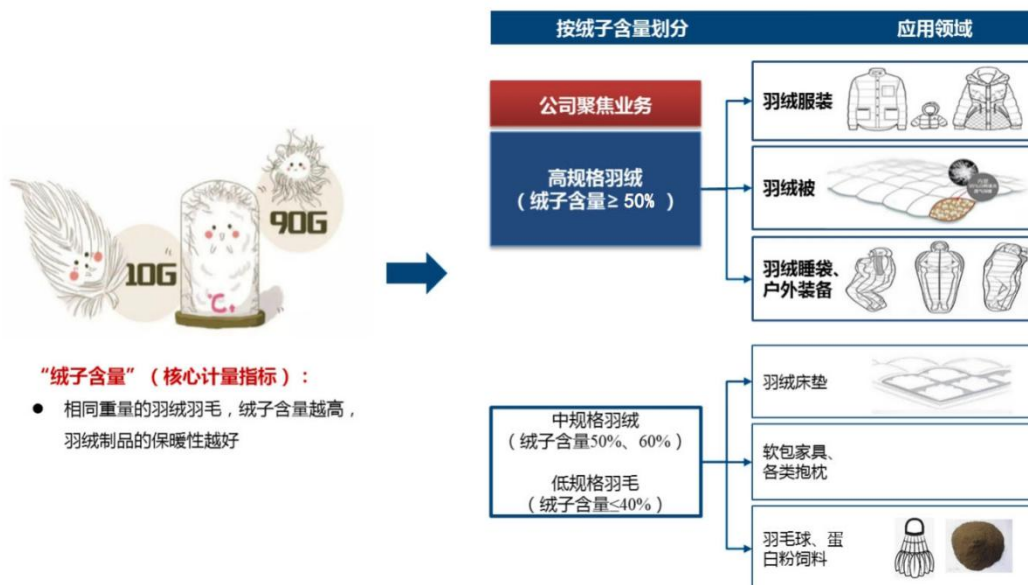 按绒子含量划分
应用领域
公司聚焦业务
高规格羽绒
（绒子含量≥50%）
羽绒服装
羽绒被
羽绒睡袋、
户外装备
10G
90G
℃
“绒子含量”（核心计量指标）：
● 相同重量的羽绒羽毛，绒子含量越高，
羽绒制品的保暖性越好
中规格羽绒
（绒子含量50%、60%）
低规格羽毛
（绒子含量≤40%）
羽绒床垫
软包家具、
各类抱枕
羽毛球、蛋
白粉饲料